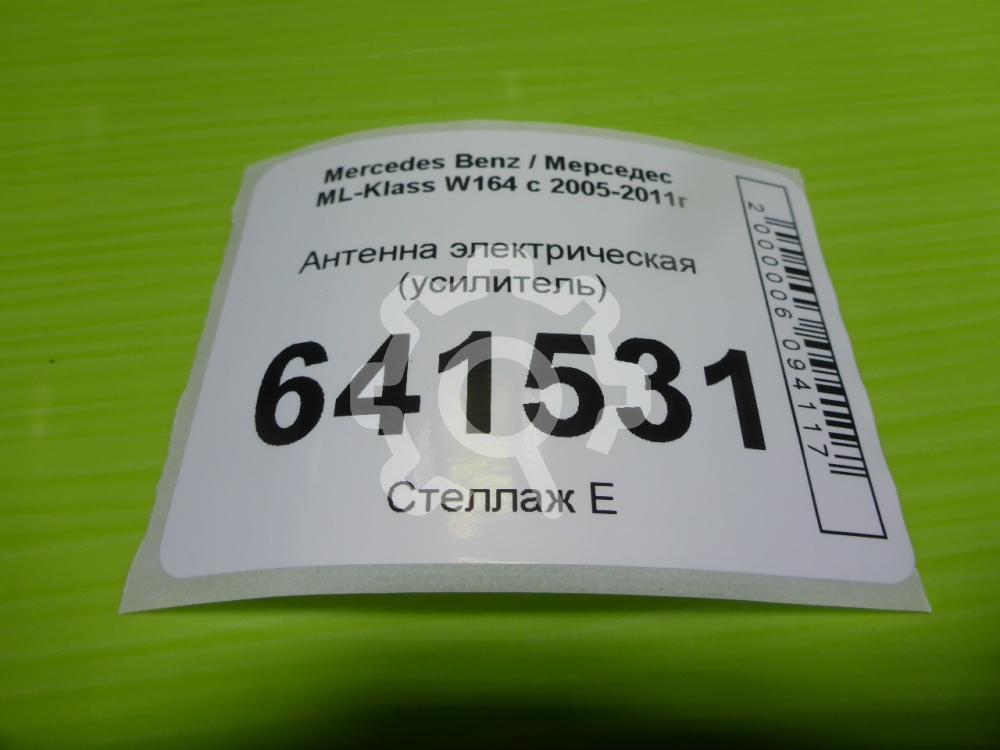 Mercedes Benz / Мерседес
ML-Klass W164 с 2005-2011г
Антенна электрическая
(усилитель)
641531
Стеллаж Е
2000006094117